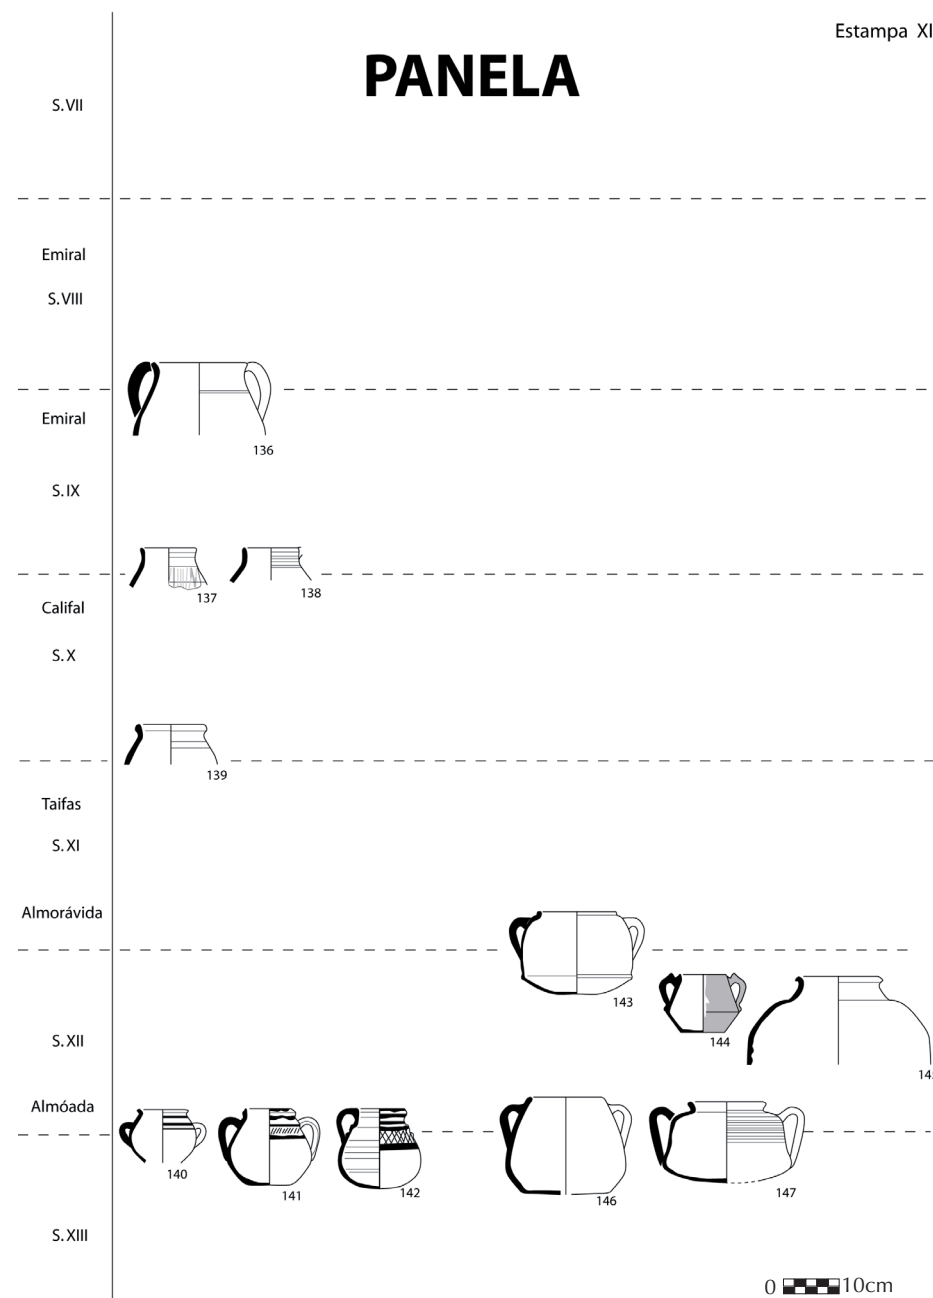 Estampa XI
PANELA
S.VII
Emiral
S.VIII
Emiral
136
S.IX
137
138
Califal
S.X
139
Taifas
S.XI
Almorávida
143
144
S.XII
145
Almóada
140
141
142
146
147
S.XIII
0 10cm